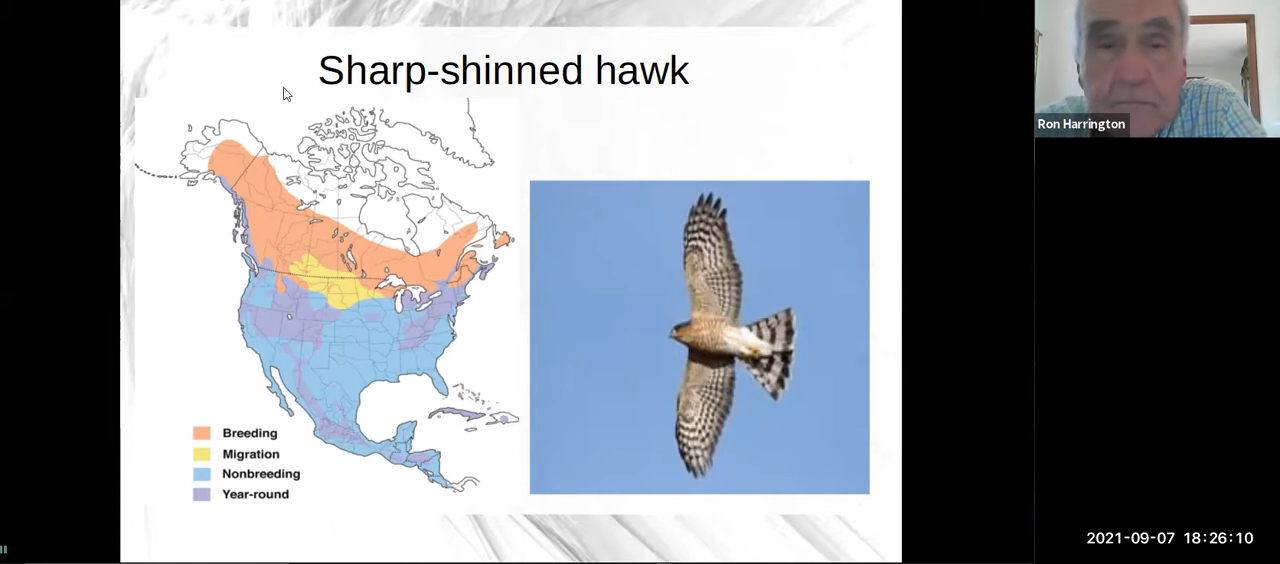 Sharp-shinned hawk
Breeding
Migration
Nonbreeding
Year-round
Ron Harrington
2021-09-07 18:26:10